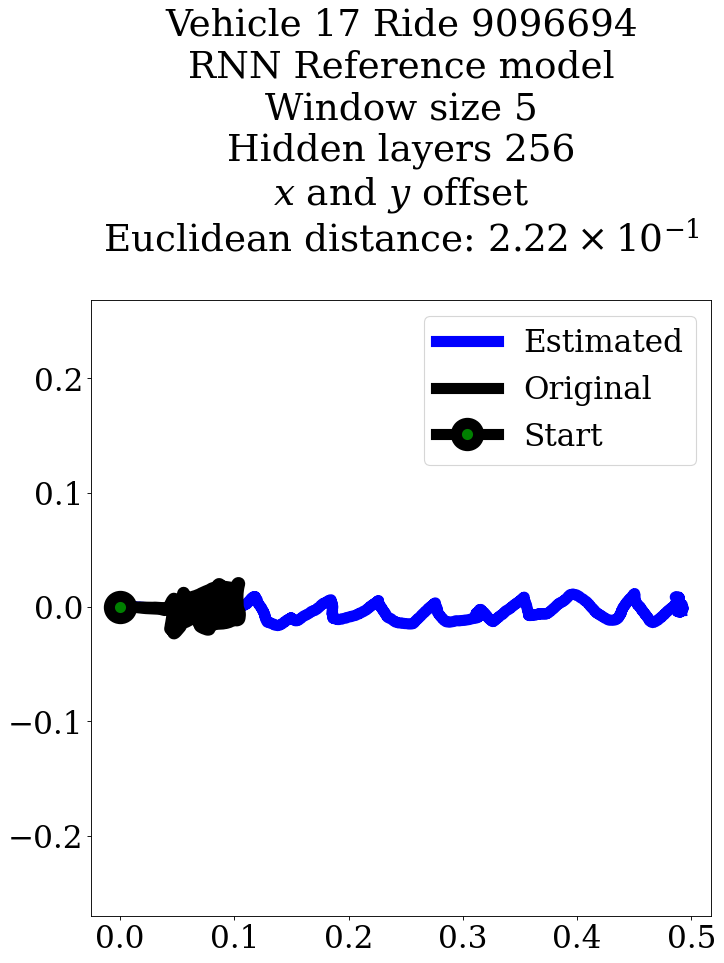 Vehicle 17 Ride 9096694
RNN Reference model
Window size 5
Hidden layers 256
x and y offset
Euclidean distance: 2.22 × 10⁻¹
Estimated
Original
Start
0.2
0.1
0.0
−0.1
−0.2
0.0 0.1 0.2 0.3 0.4 0.5